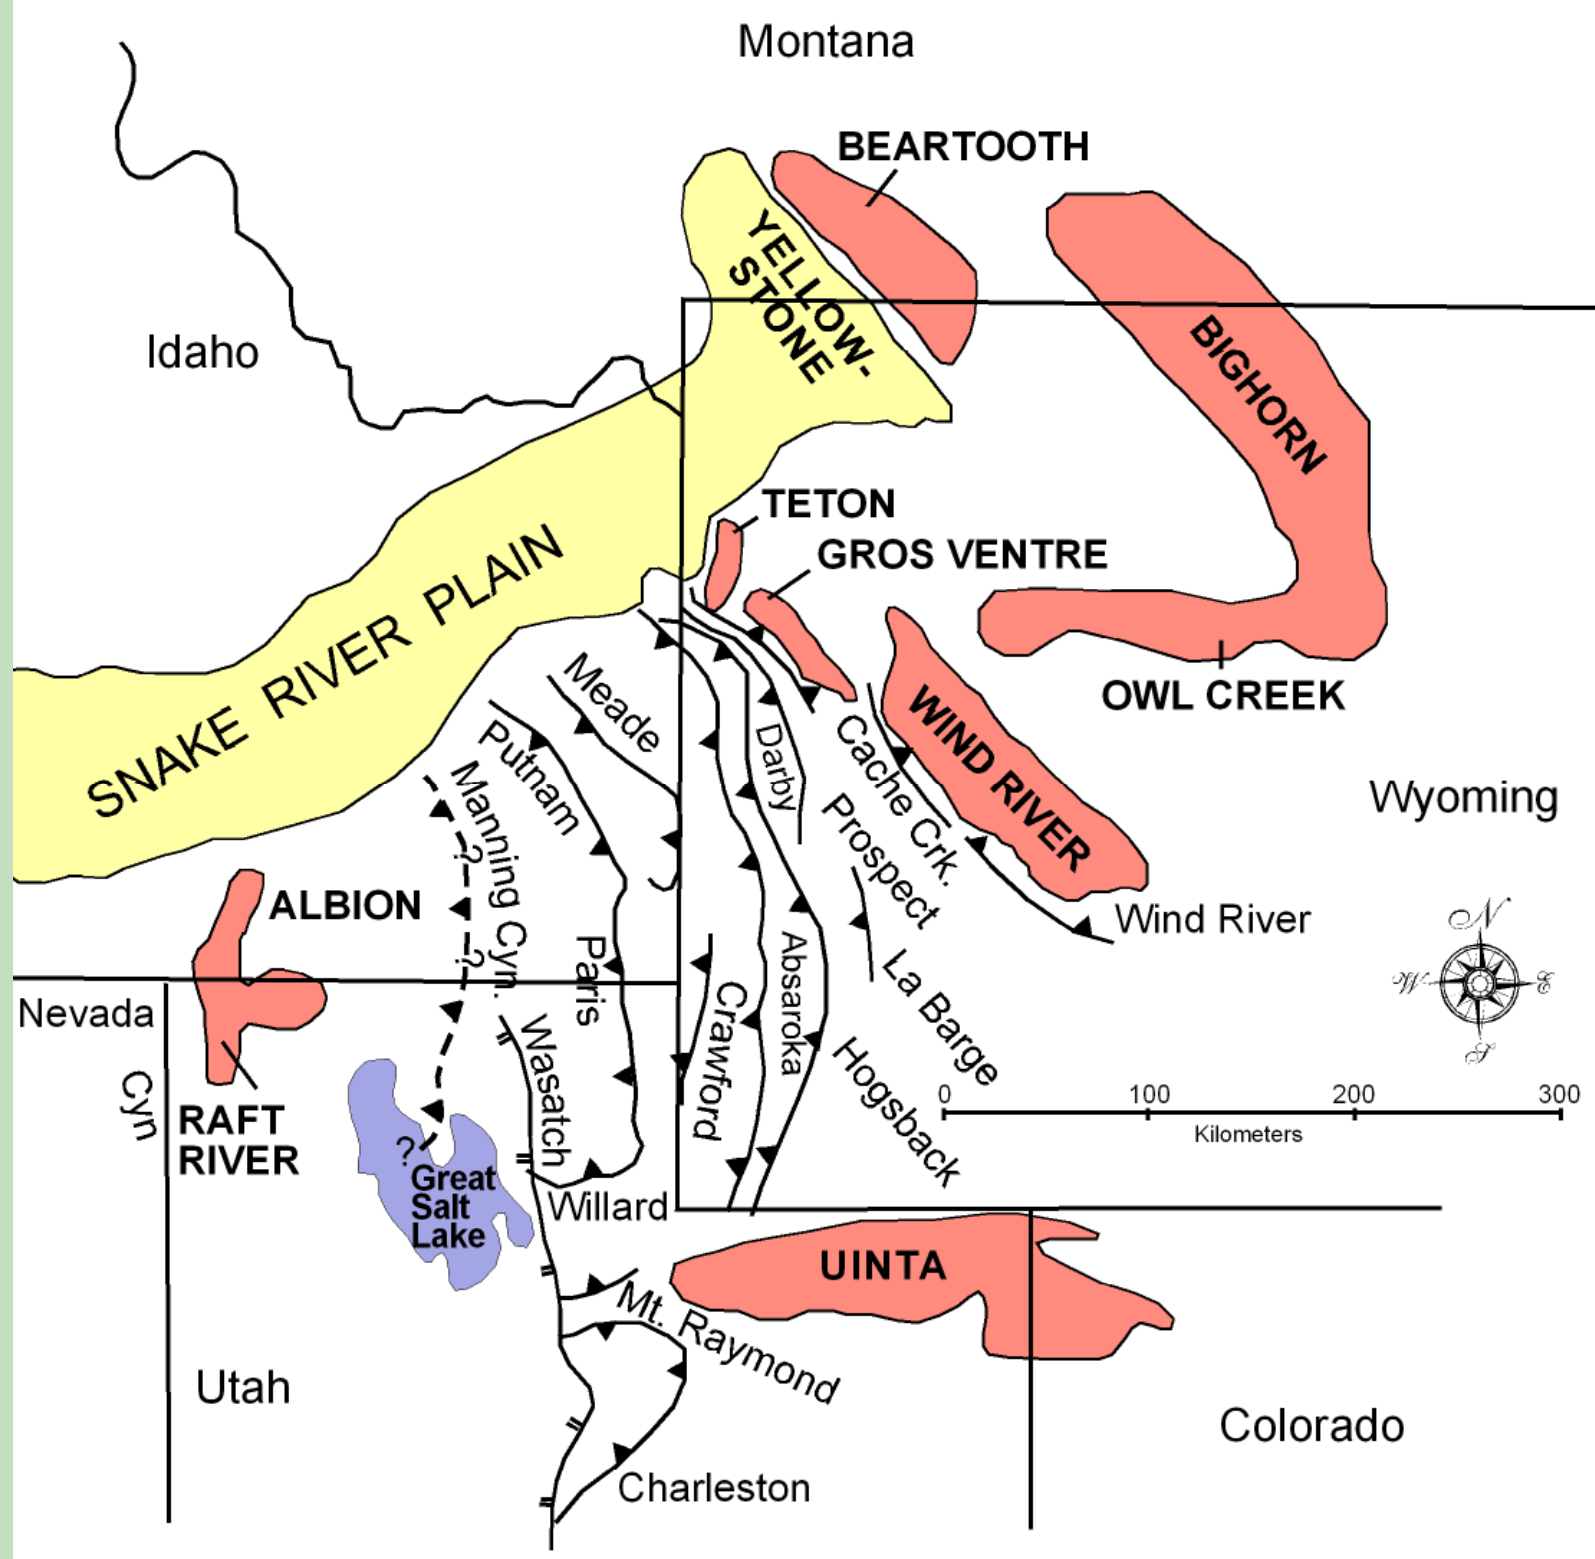 Montana
BEARTOOTH
YELLOW-
STONE
Idaho
BIGHORN
TETON
GROS VENTRE
SNAKE RIVER PLAIN
OWL CREEK
WIND RIVER
Meade
Putnam
Manning Cyn.
Darby
Cache Crk.
Prospect
Wyoming
?
?
ALBION
Wind River
Paris
Absaroka
La Barge
N
W
E
S
Nevada
Crawford
Wasatch
Hogsback
0 100 200 300
Kilometers
Cyn
RAFT
RIVER
?
Great
Salt
Lake
Willard
UINTA
Mt. Raymond
Utah
Colorado
Charleston